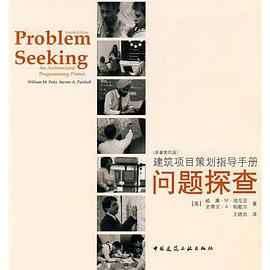 Problem
Fourth Edition
Seeking
An Architectural
Programming Primer
William M. Peña Steven A. Parshall
(原著第四版)
建筑项目策划指导手册
问题探查
[美] 威廉·M·培尼亚 著
史蒂文·A·帕歇尔
王晓京 译
中国建筑工业出版社